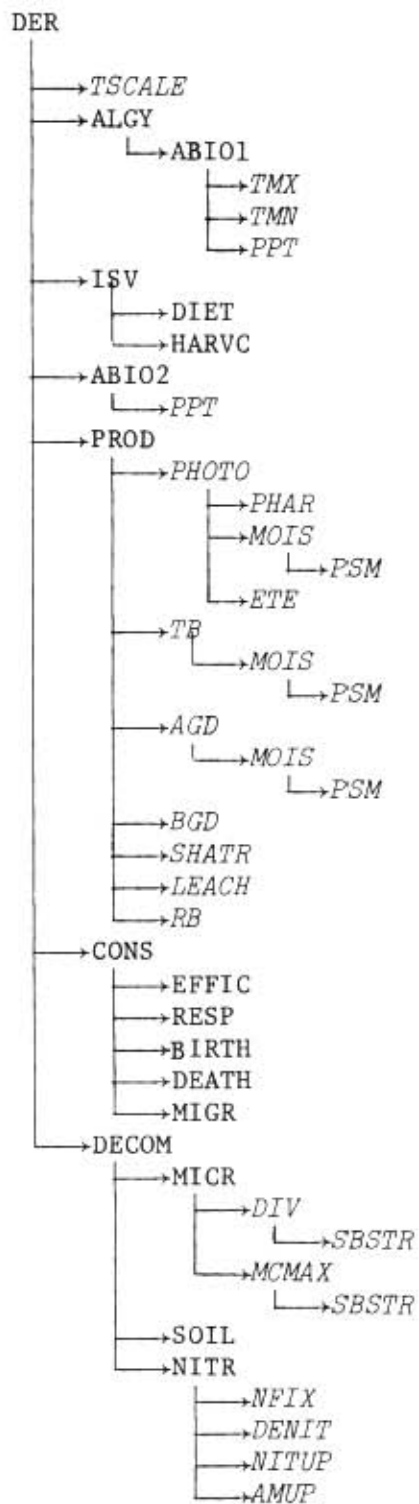 DER
TSCALE
ALGY
ABIO1
TMX
TMN
PPT
ISV
DIET
HARVC
ABIO2
PPT
PROD
PHOTO
PHAR
MOIS
PSM
ETE
TB
MOIS
PSM
AGD
MOIS
PSM
BGD
SHATR
LEACH
RB
CONS
EFFIC
RESP
BIRTH
DEATH
MIGR
DECOM
MICR
DIV
SBSTR
MCMAX
SBSTR
SOIL
NITR
NFIX
DENIT
NITUP
AMUP